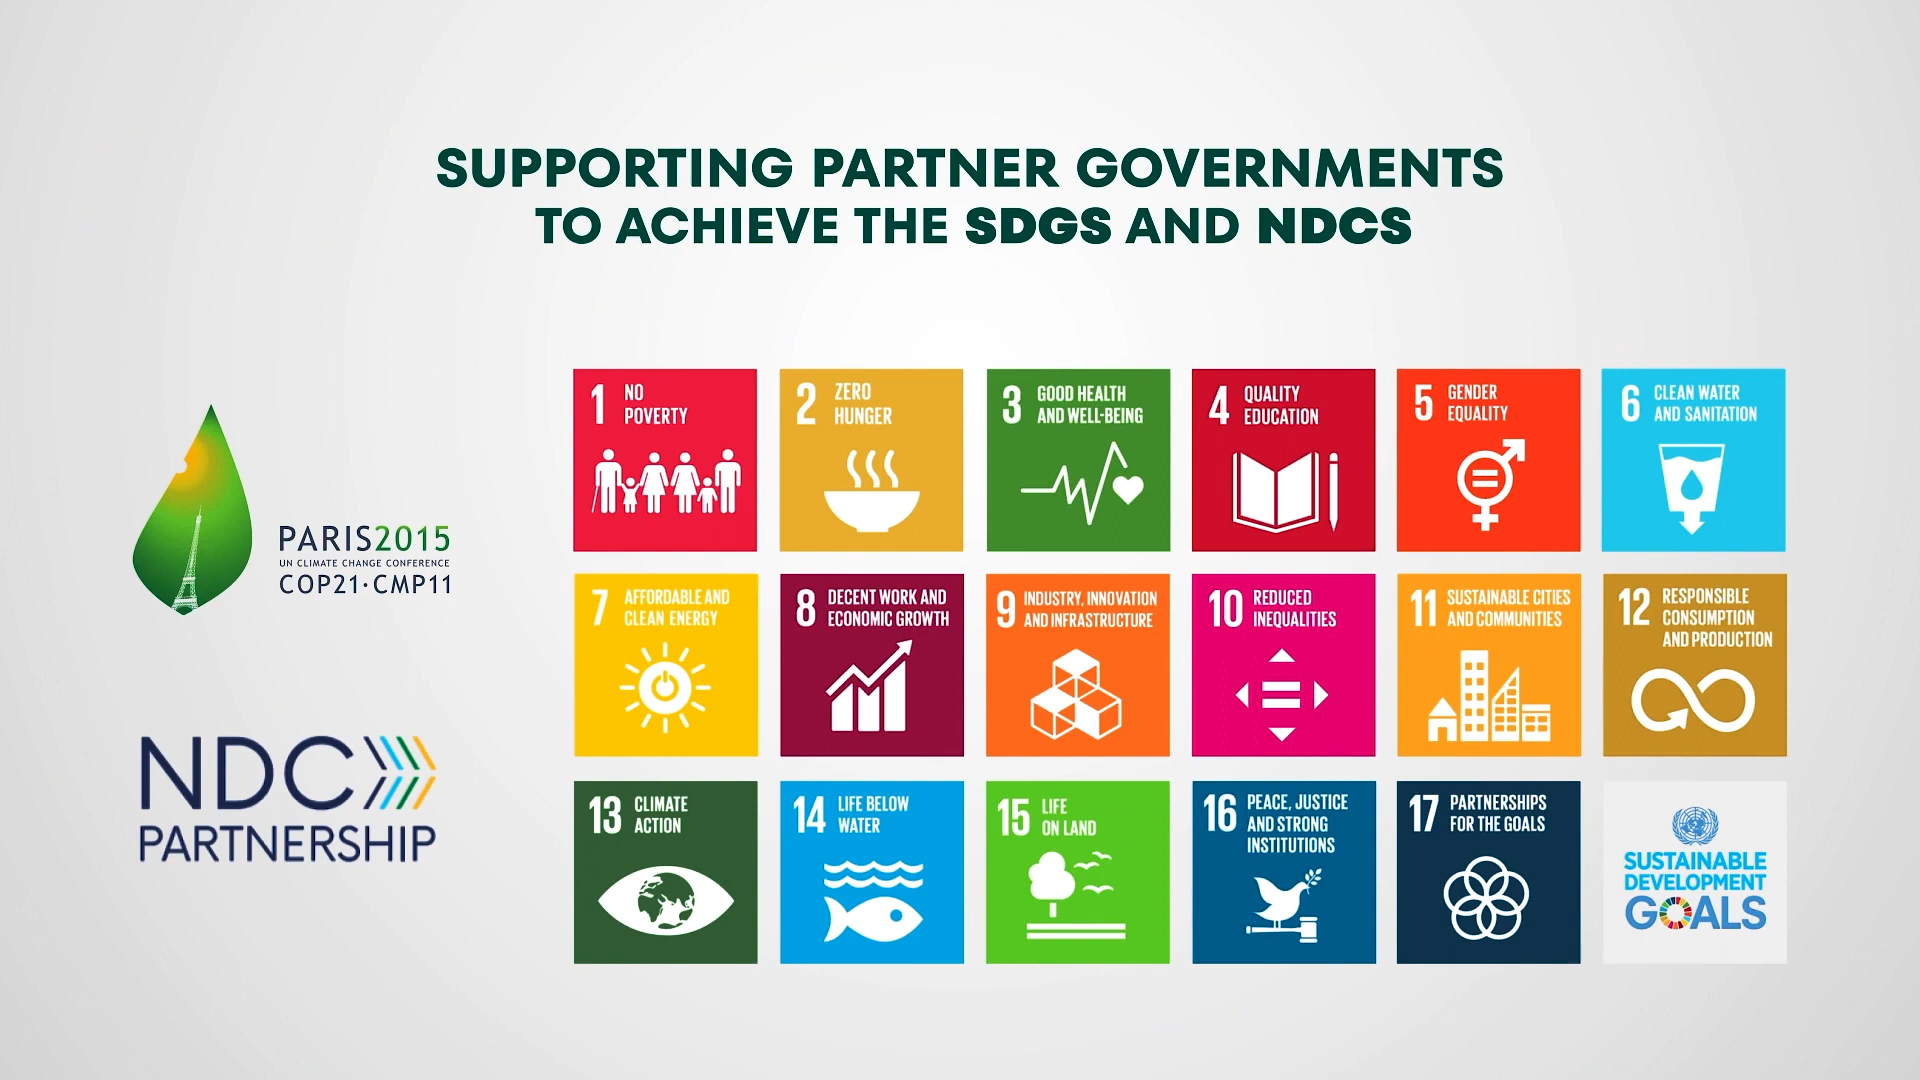 SUPPORTING PARTNER GOVERNMENTS
TO ACHIEVE THE SDGS AND NDCS
PARIS2015
UN CLIMATE CHANGE CONFERENCE
COP21·CMP11
NDC
PARTNERSHIP
1 NO
POVERTY
2 ZERO
HUNGER
3 GOOD HEALTH
AND WELL-BEING
4 QUALITY
EDUCATION
5 GENDER
EQUALITY
6 CLEAN WATER
AND SANITATION
7 AFFORDABLE AND
CLEAN ENERGY
8 DECENT WORK AND
ECONOMIC GROWTH
9 INDUSTRY, INNOVATION
AND INFRASTRUCTURE
10 REDUCED
INEQUALITIES
11 SUSTAINABLE CITIES
AND COMMUNITIES
12 RESPONSIBLE
CONSUMPTION
AND PRODUCTION
13 CLIMATE
ACTION
14 LIFE BELOW
WATER
15 LIFE
ON LAND
16 PEACE, JUSTICE
AND STRONG
INSTITUTIONS
17 PARTNERSHIPS
FOR THE GOALS
SUSTAINABLE
DEVELOPMENT
GOALS